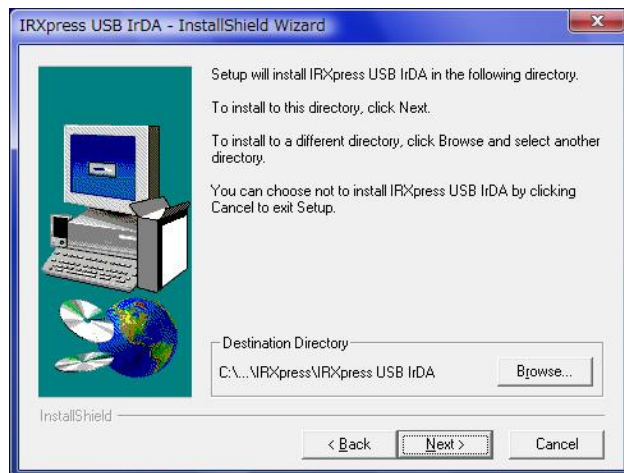 IRXpress USB IrDA - InstallShield Wizard
Setup will install IRXpress USB IrDA in the following directory.
To install to this directory, click Next.
To install to a different directory, click Browse and select another
directory.
You can choose not to install IRXpress USB IrDA by clicking
Cancel to exit Setup.
Destination Directory
C:\...\IRXpress\IRXpress USB IrDA
Browse...
InstallShield
< Back
Next >
Cancel